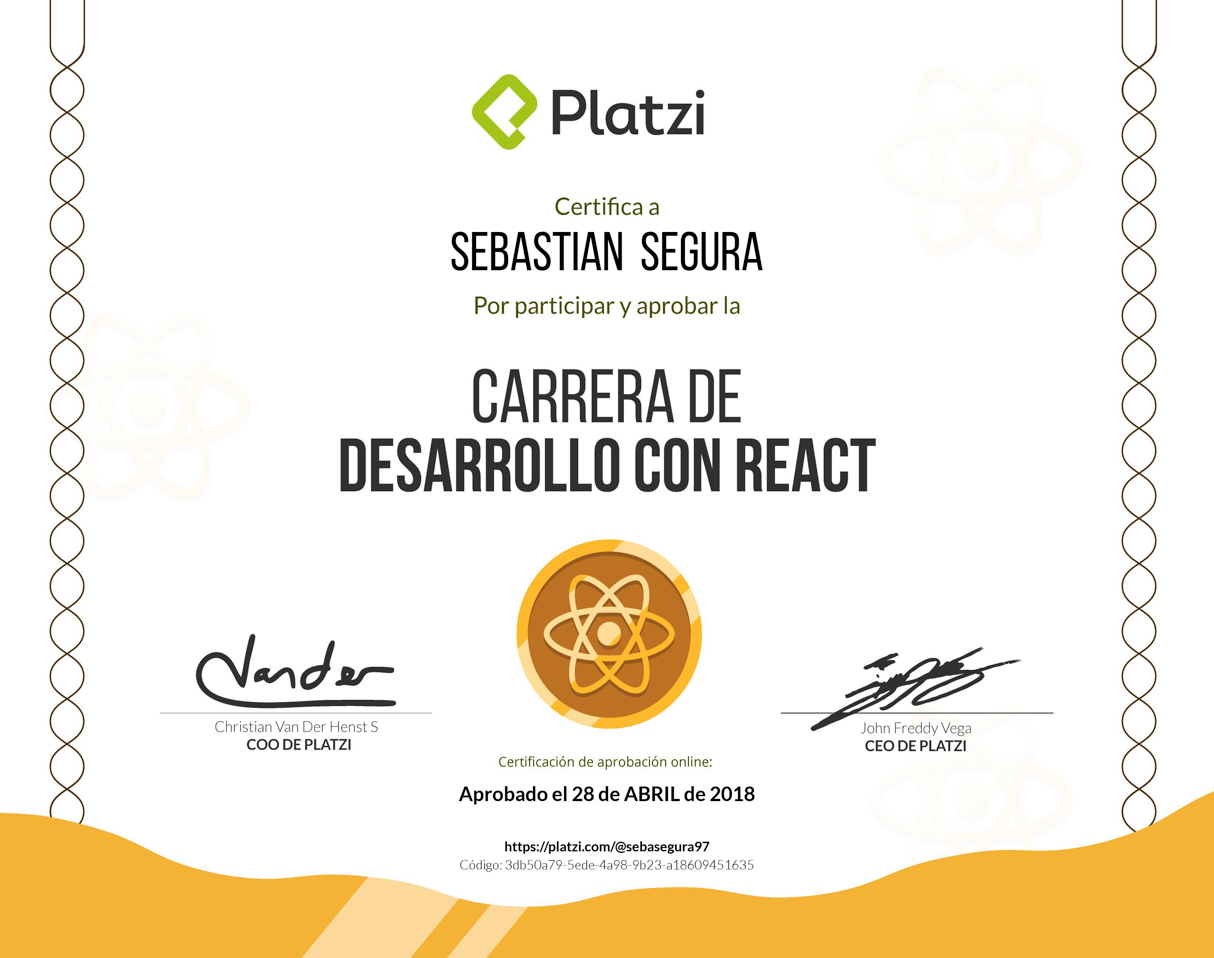 Platzi
Certifica a
SEBASTIAN SEGURA
Por participar y aprobar la
CARRERA DE
DESARROLLO CON REACT
Vander
Christian Van Der Henst S
COO DE PLATZI
John Freddy Vega
CEO DE PLATZI
Certificación de aprobación online:
Aprobado el 28 de ABRIL de 2018
https://platzi.com/@sebasegura97
Código: 3db50a79-5ede-4a98-9b23-a18609451635